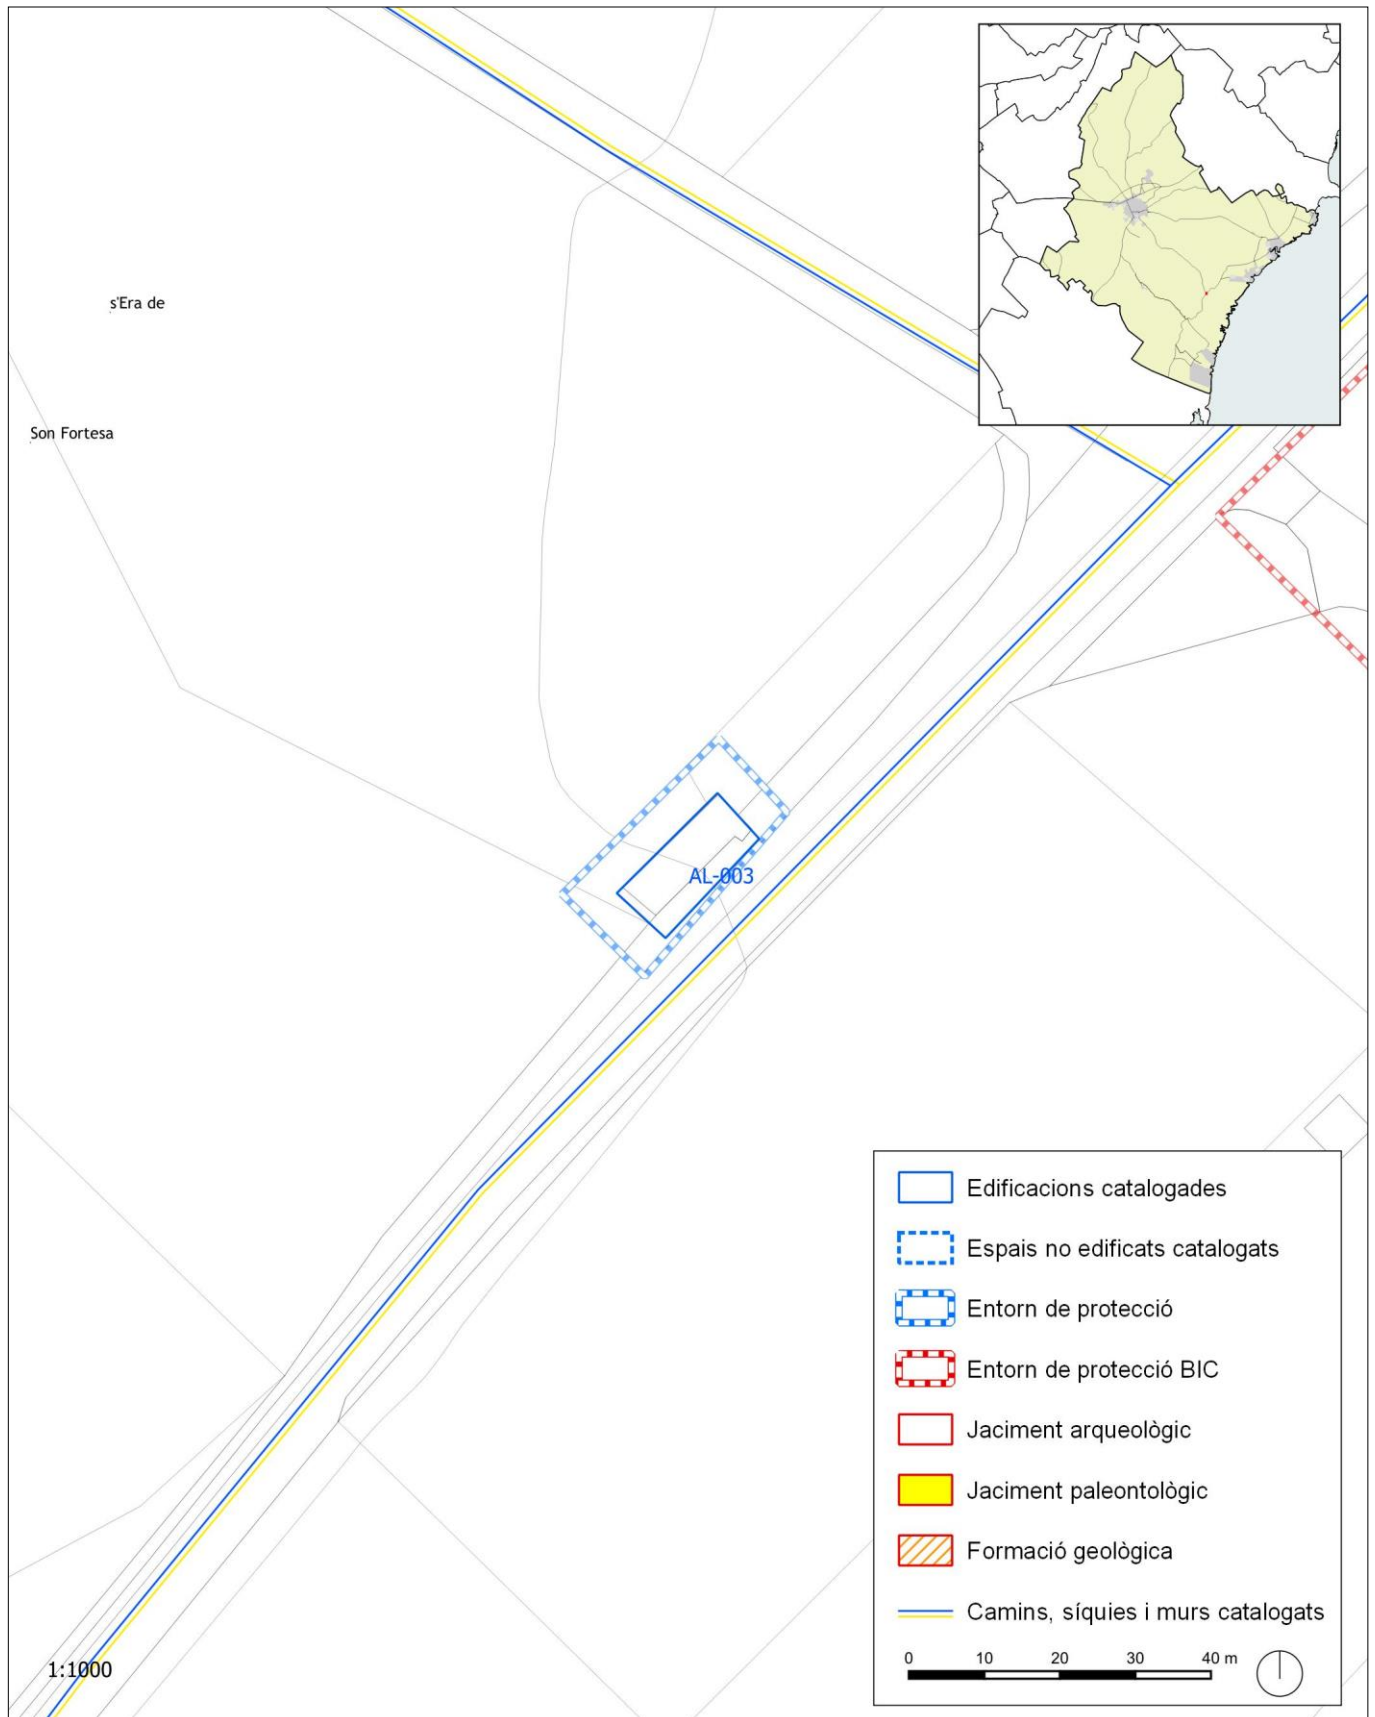 s'Era de
Son Fortesa
AL-003
Edificacions catalogades
Espais no edificats catalogats
Entorn de protecció
Entorn de protecció BIC
Jaciment arqueològic
Jaciment paleontològic
Formació geològica
Camins, síquies i murs catalogats
0 10 20 30 40 m
1:1000